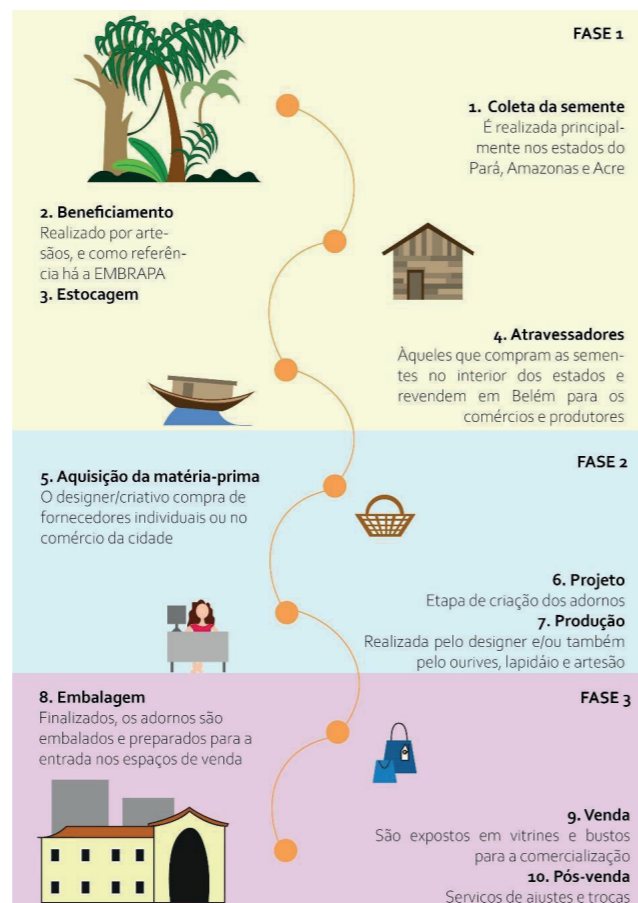 FASE 1
1. Coleta da semente
É realizada principal-
mente nos estados do
Pará, Amazonas e Acre
2. Beneficiamento
Realizado por arte-
sãos, e como referên-
cia há a EMBRAPA
3. Estocagem
4. Atravessadores
Àqueles que compram as semen-
tes no interior dos estados e
revendem em Belém para os
comércios e produtores
FASE 2
5. Aquisição da matéria-prima
O designer/criativo compra de
fornecedores individuais ou no
comércio da cidade
6. Projeto
Etapa de criação dos adornos
7. Produção
Realizada pelo designer e/ou também
pelo ourives, lapidáio e artesão
FASE 3
8. Embalagem
Finalizados, os adornos são
embalados e preparados para a
entrada nos espaços de venda
9. Venda
São expostos em vitrines e bustos
para a comercialização
10. Pós-venda
Serviços de ajustes e trocas